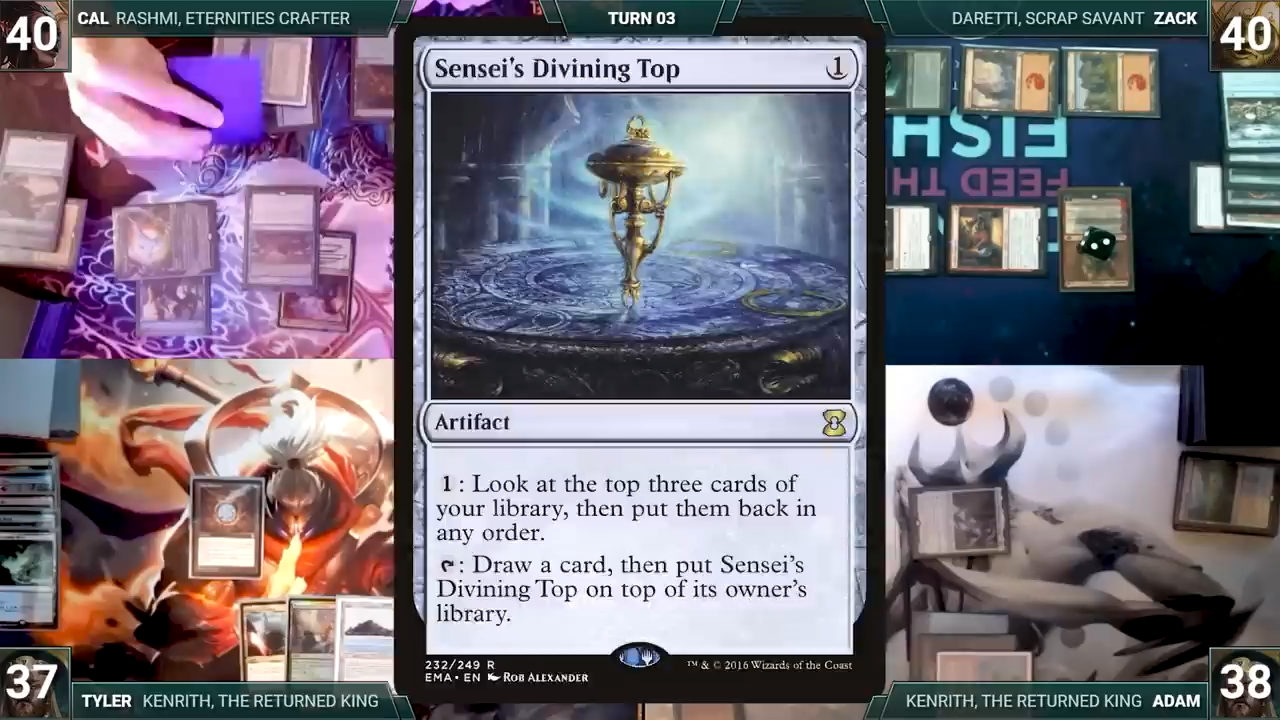 40
CAL RASHMI, ETERNITIES CRAFTER
TURN 03
DARETTI, SCRAP SAVANT ZACK
40
Sensei's Divining Top 1
Artifact
1: Look at the top three cards of
your library, then put them back in
any order.
: Draw a card, then put Sensei's
Divining Top on top of its owner's
library.
232/249 R
EMA • EN ROB ALEXANDER
™ & © 2016 Wizards of the Coast
FISH
FEED TH
37
TYLER KENRITH, THE RETURNED KING
KENRITH, THE RETURNED KING ADAM
38